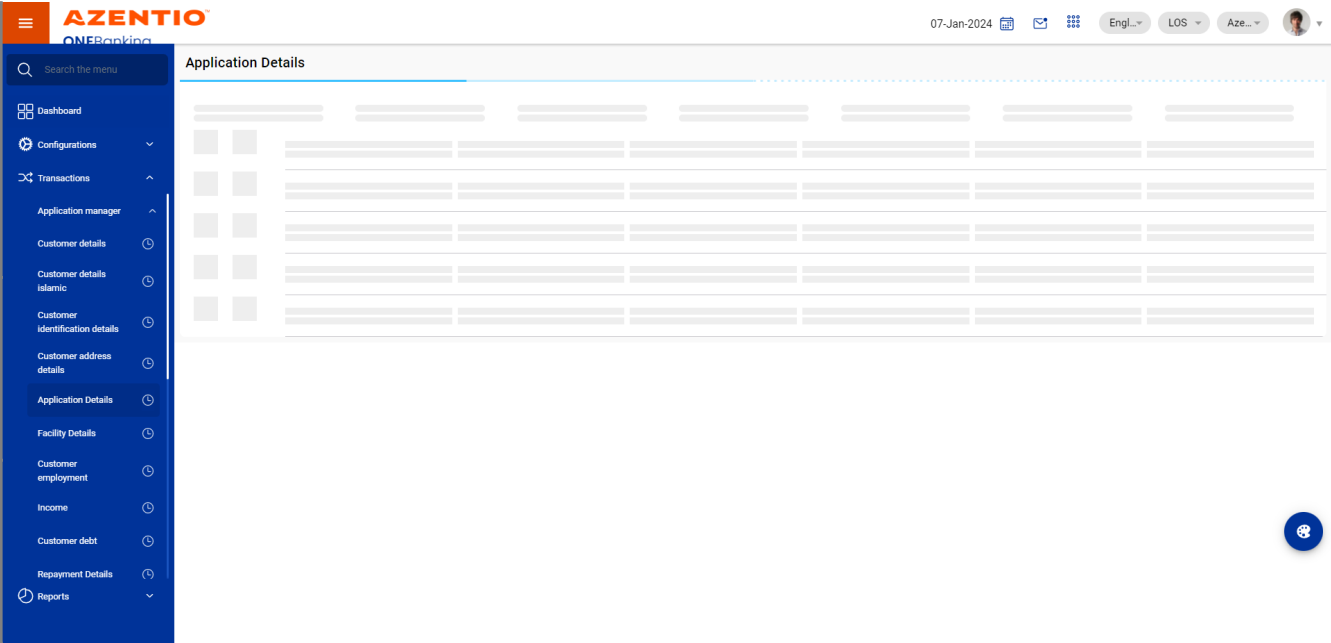 AZENTIO™
ONEBanking
07-Jan-2024
Engl...
LOS
Aze...
Search the menu
Application Details
Dashboard
Configurations
Transactions
Application manager
Customer details
Customer details
islamic
Customer
identification details
Customer address
details
Application Details
Facility Details
Customer
employment
Income
Customer debt
Repayment Details
Reports